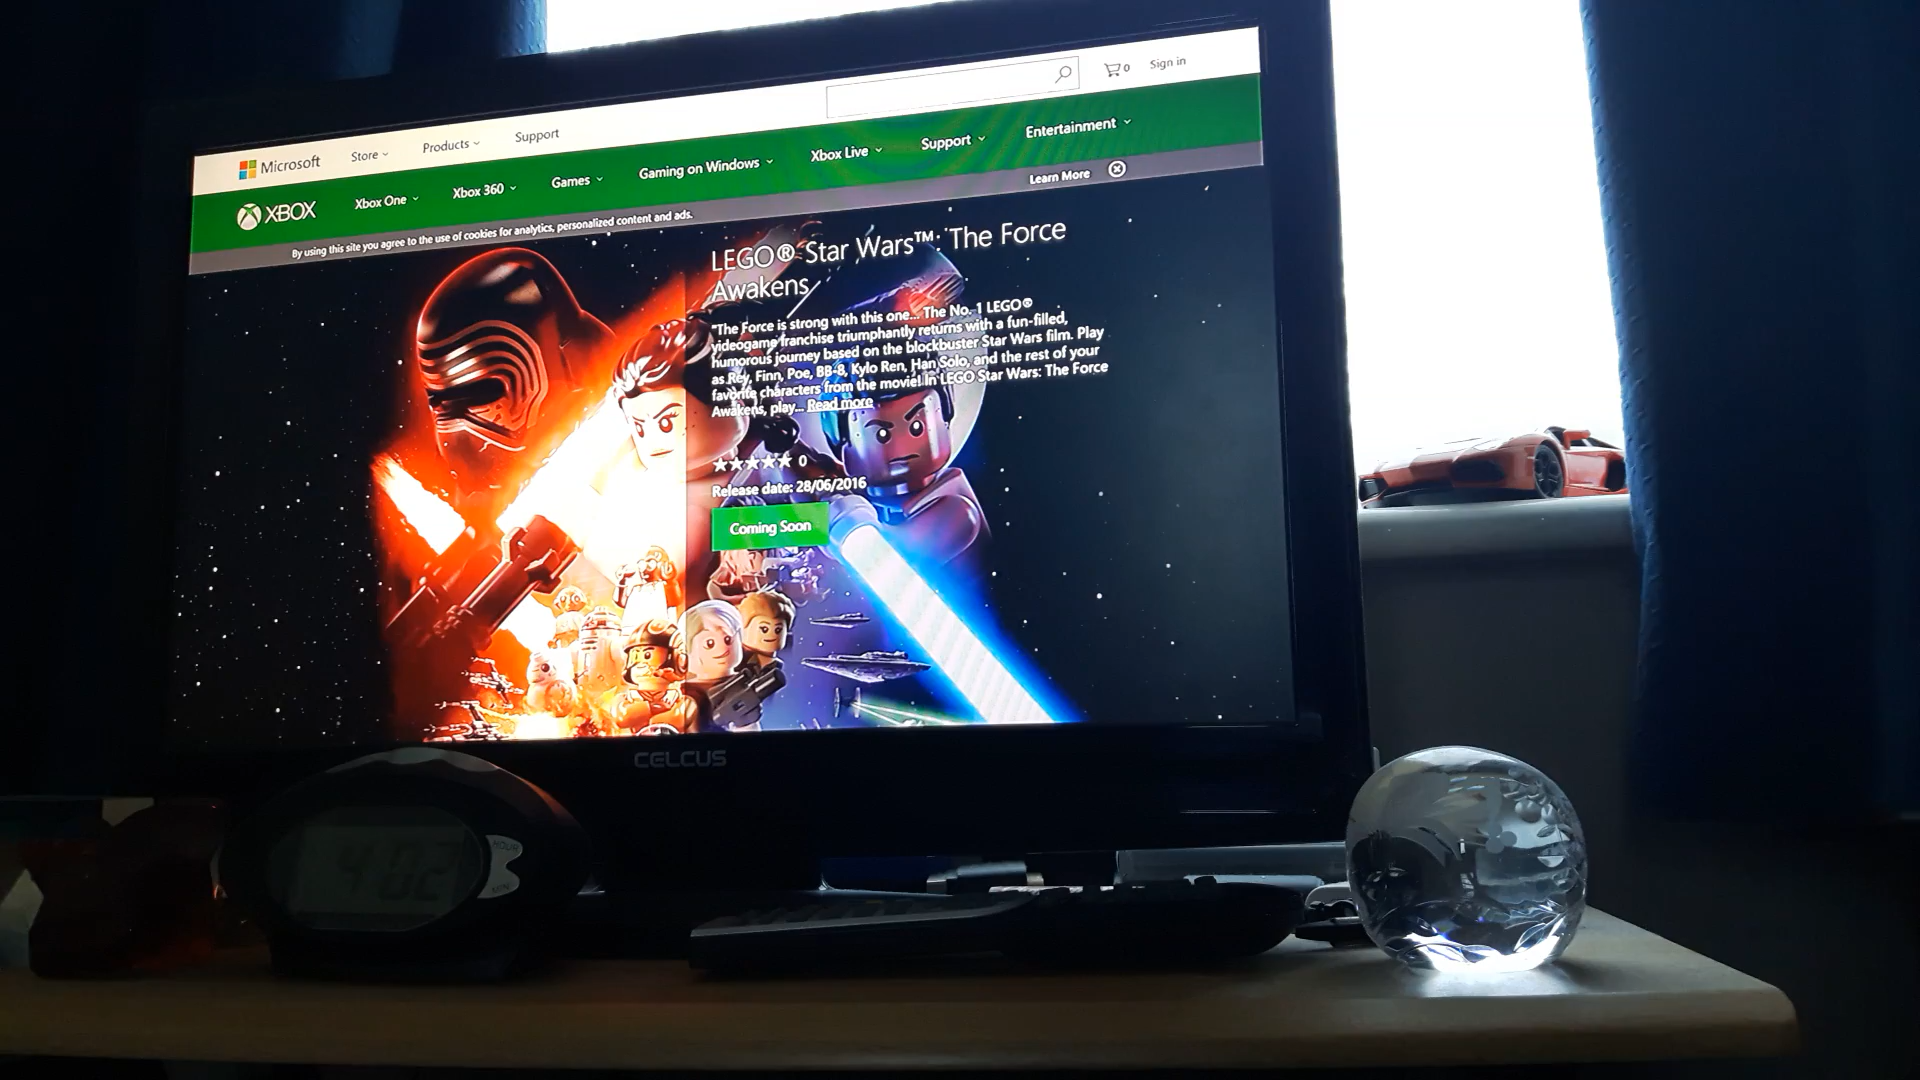 Microsoft Store Products Support 0 Sign in
XBOX Xbox One Xbox 360 Games Gaming on Windows Xbox Live Support Entertainment
By using this site you agree to the use of cookies for analytics, personalized content and ads. Learn More
LEGO® Star Wars™: The Force
Awakens
"The Force is strong with this one... The No. 1 LEGO®
videogame franchise triumphantly returns with a fun-filled,
humorous journey based on the blockbuster Star Wars film. Play
as Rey, Finn, Poe, BB-8, Kylo Ren, Han Solo, and the rest of your
favorite characters from the movie! In LEGO Star Wars: The Force
Awakens, play... Read more
0
Release date: 28/06/2016
Coming Soon
CELCUS
4:02
HOUR
MIN